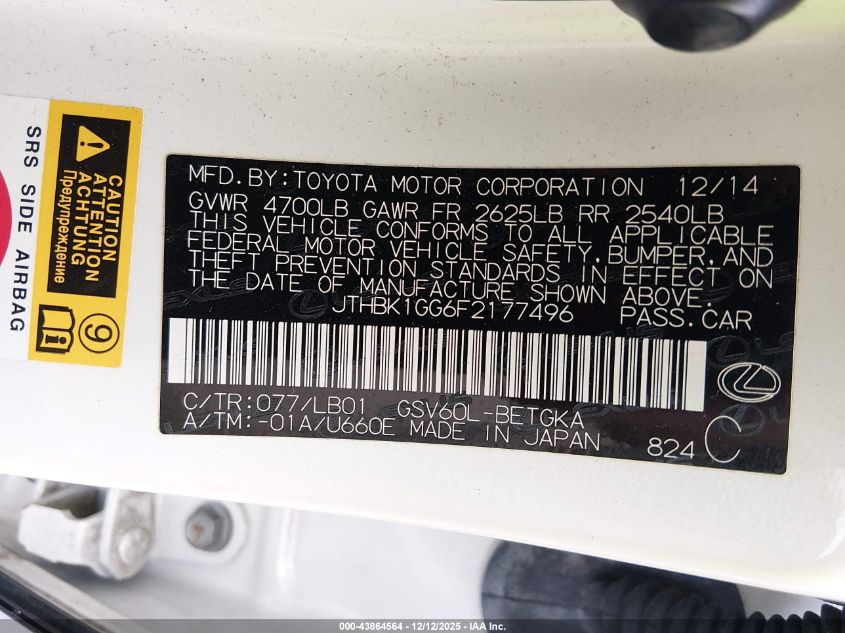 MFD.BY:TOYOTA MOTOR CORPORATION 12/14
GVWR 4700LB GAWR FR 2625LB RR 2540LB
THIS VEHICLE CONFORMS TO ALL APPLICABLE
FEDERAL MOTOR VEHICLE SAFETY,BUMPER,AND
THEFT PREVENTION STANDARDS IN EFFECT ON
THE DATE OF MANUFACTURE SHOWN ABOVE.
JTHBK1GG6F2177496 PASS.CAR
C/TR:077/LB01 GSV60L-BETGKA
A/TM:-01A/U660E MADE IN JAPAN
824 C
CAUTION
ATTENTION
ACHTUNG
Предупреждение
9
SRS SIDE AIRBAG
000-43864564 / 12/12/2025 - IAA Inc.